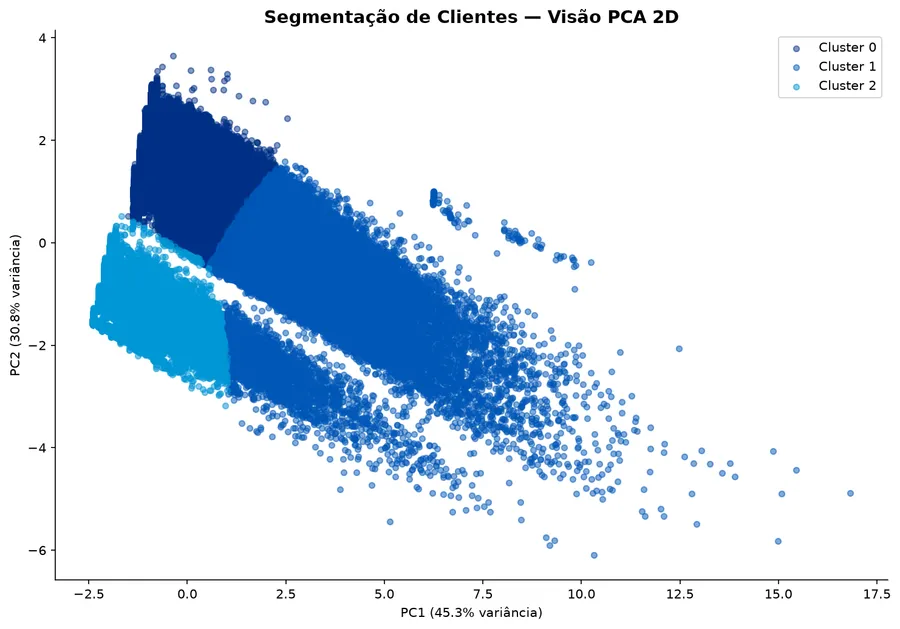 Segmentação de Clientes — Visão PCA 2D
Cluster 0
Cluster 1
Cluster 2
4
2
0
−2
−4
−6
PC2 (30.8% variância)
−2.5 0.0 2.5 5.0 7.5 10.0 12.5 15.0 17.5
PC1 (45.3% variância)